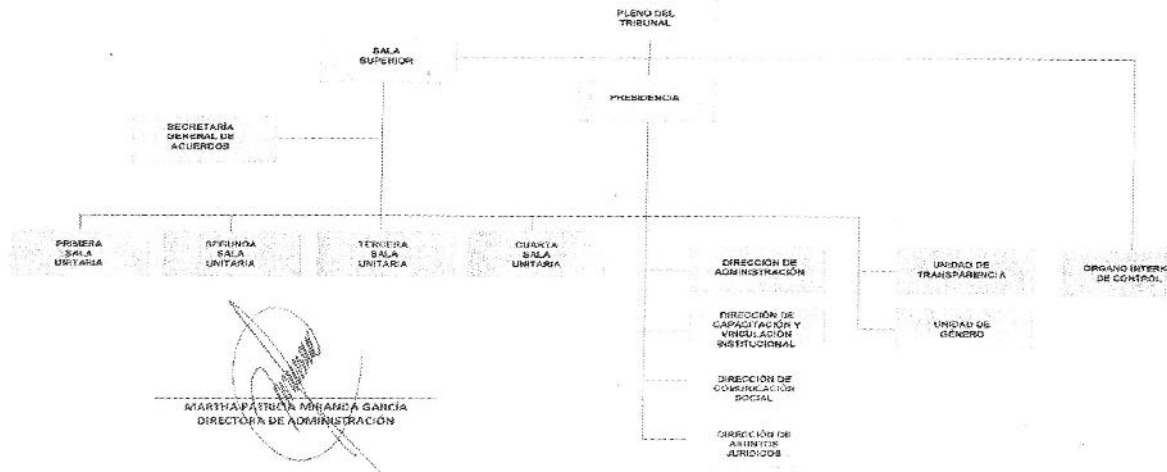 PLENO DEL
TRIBUNAL
SALA
SUPERIOR
PRESIDENCIA
SECRETARÍA
GENERAL DE
ACUERDOS
PRIMERA
SALA
UNITARIA
SEGUNDA
SALA
UNITARIA
TERCERA
SALA
UNITARIA
CUARTA
SALA
UNITARIA
DIRECCIÓN DE
ADMINISTRACIÓN
UNIDAD DE
TRANSPARENCIA
ÓRGANO INTERN
DE CONTROL
DIRECCIÓN DE
CAPACITACIÓN Y
VINCULACIÓN
INSTITUCIONAL
UNIDAD DE
GÉNERO
DIRECCIÓN DE
COMUNICACIÓN
SOCIAL
DIRECCIÓN DE
ASUNTOS
JURÍDICOS
MARTHA PATRICIA MIRANDA GARCÍA
DIRECTORA DE ADMINISTRACIÓN